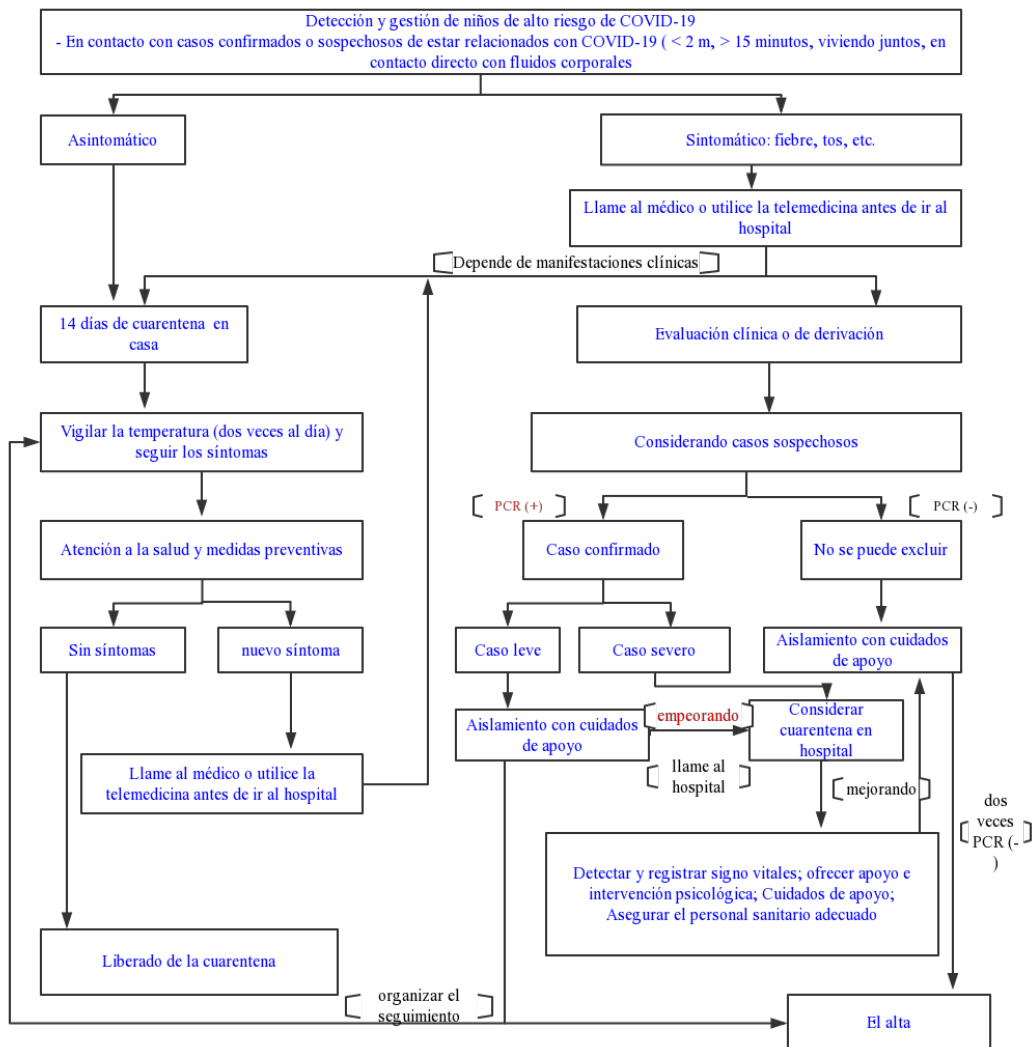 Detección y gestión de niños de alto riesgo de COVID-19
- En contacto con casos confirmados o sospechosos de estar relacionados con COVID-19 ( < 2 m, > 15 minutos, viviendo juntos, en
contacto directo con fluidos corporales
Asintomático
Sintomático: fiebre, tos, etc.
Llame al médico o utilice la telemedicina antes de ir al
hospital
Depende de manifestaciones clínicas
14 días de cuarentena en
casa
Evaluación clínica o de derivación
Vigilar la temperatura (dos veces al día) y
seguir los síntomas
Considerando casos sospechosos
PCR (+)
PCR (-)
Atención a la salud y medidas preventivas
Caso confirmado
No se puede excluir
Sin síntomas
nuevo síntoma
Caso leve
Caso severo
Aislamiento con cuidados
de apoyo
Aislamiento con cuidados
de apoyo
empeorando
Considerar
cuarentena en
hospital
llame al
hospital
Llame al médico o utilice la
telemedicina antes de ir al hospital
mejorando
dos
veces
PCR (-
)
Detectar y registrar signo vitales; ofrecer apoyo e
intervención psicológica; Cuidados de apoyo;
Asegurar el personal sanitario adecuado
Liberado de la cuarentena
organizar el
seguimiento
El alta